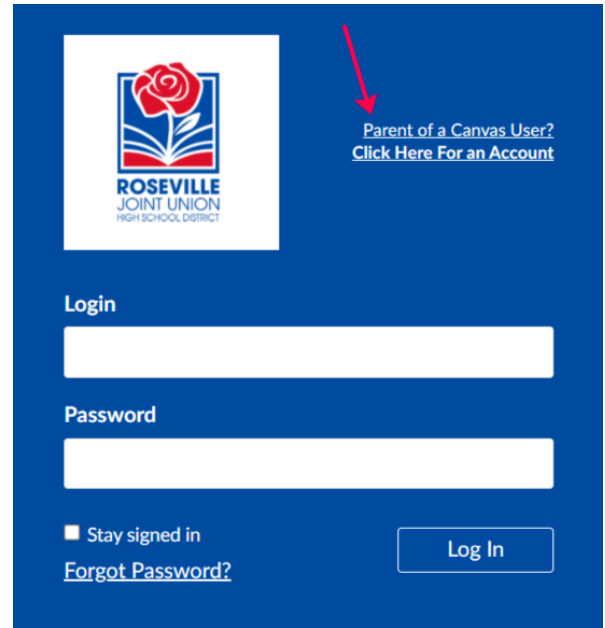 ROSEVILLE
JOINT UNION
HIGH SCHOOL DISTRICT
Parent of a Canvas User?
Click Here For an Account
Login
Password
Stay signed in
Forgot Password?
Log In